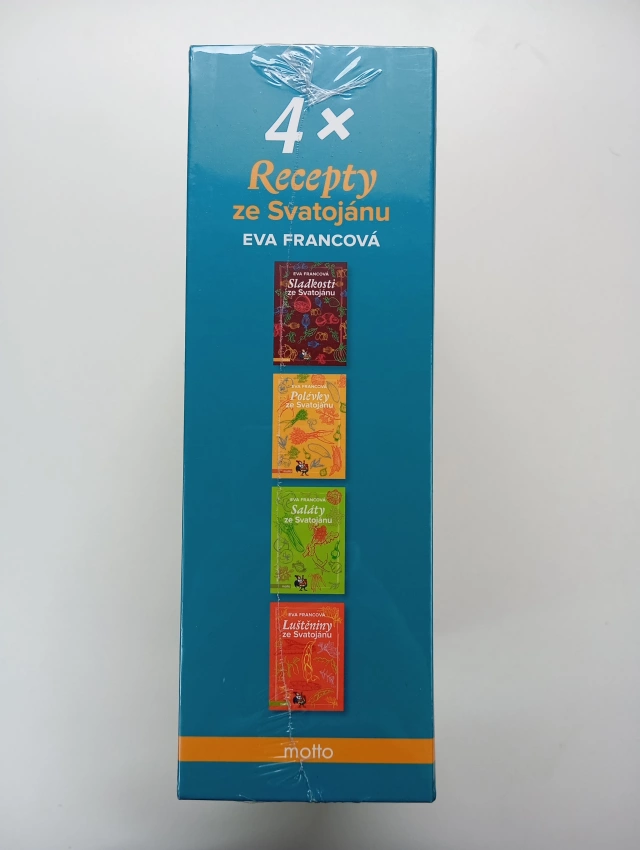 4×
Recepty
ze Svatojánu
EVA FRANCOVÁ
EVA FRANCOVÁ
Sladkosti
ze Svatojánu
EVA FRANCOVÁ
Polévky
ze Svatojánu
EVA FRANCOVÁ
Saláty
ze Svatojánu
EVA FRANCOVÁ
Luštěniny
ze Svatojánu
motto